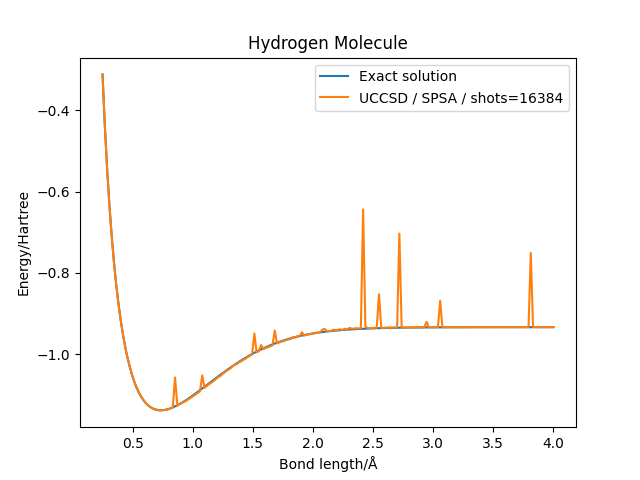 Hydrogen Molecule
Exact solution
UCCSD / SPSA / shots=16384
Energy/Hartree
−0.4
−0.6
−0.8
−1.0
0.5 1.0 1.5 2.0 2.5 3.0 3.5 4.0
Bond length/Å